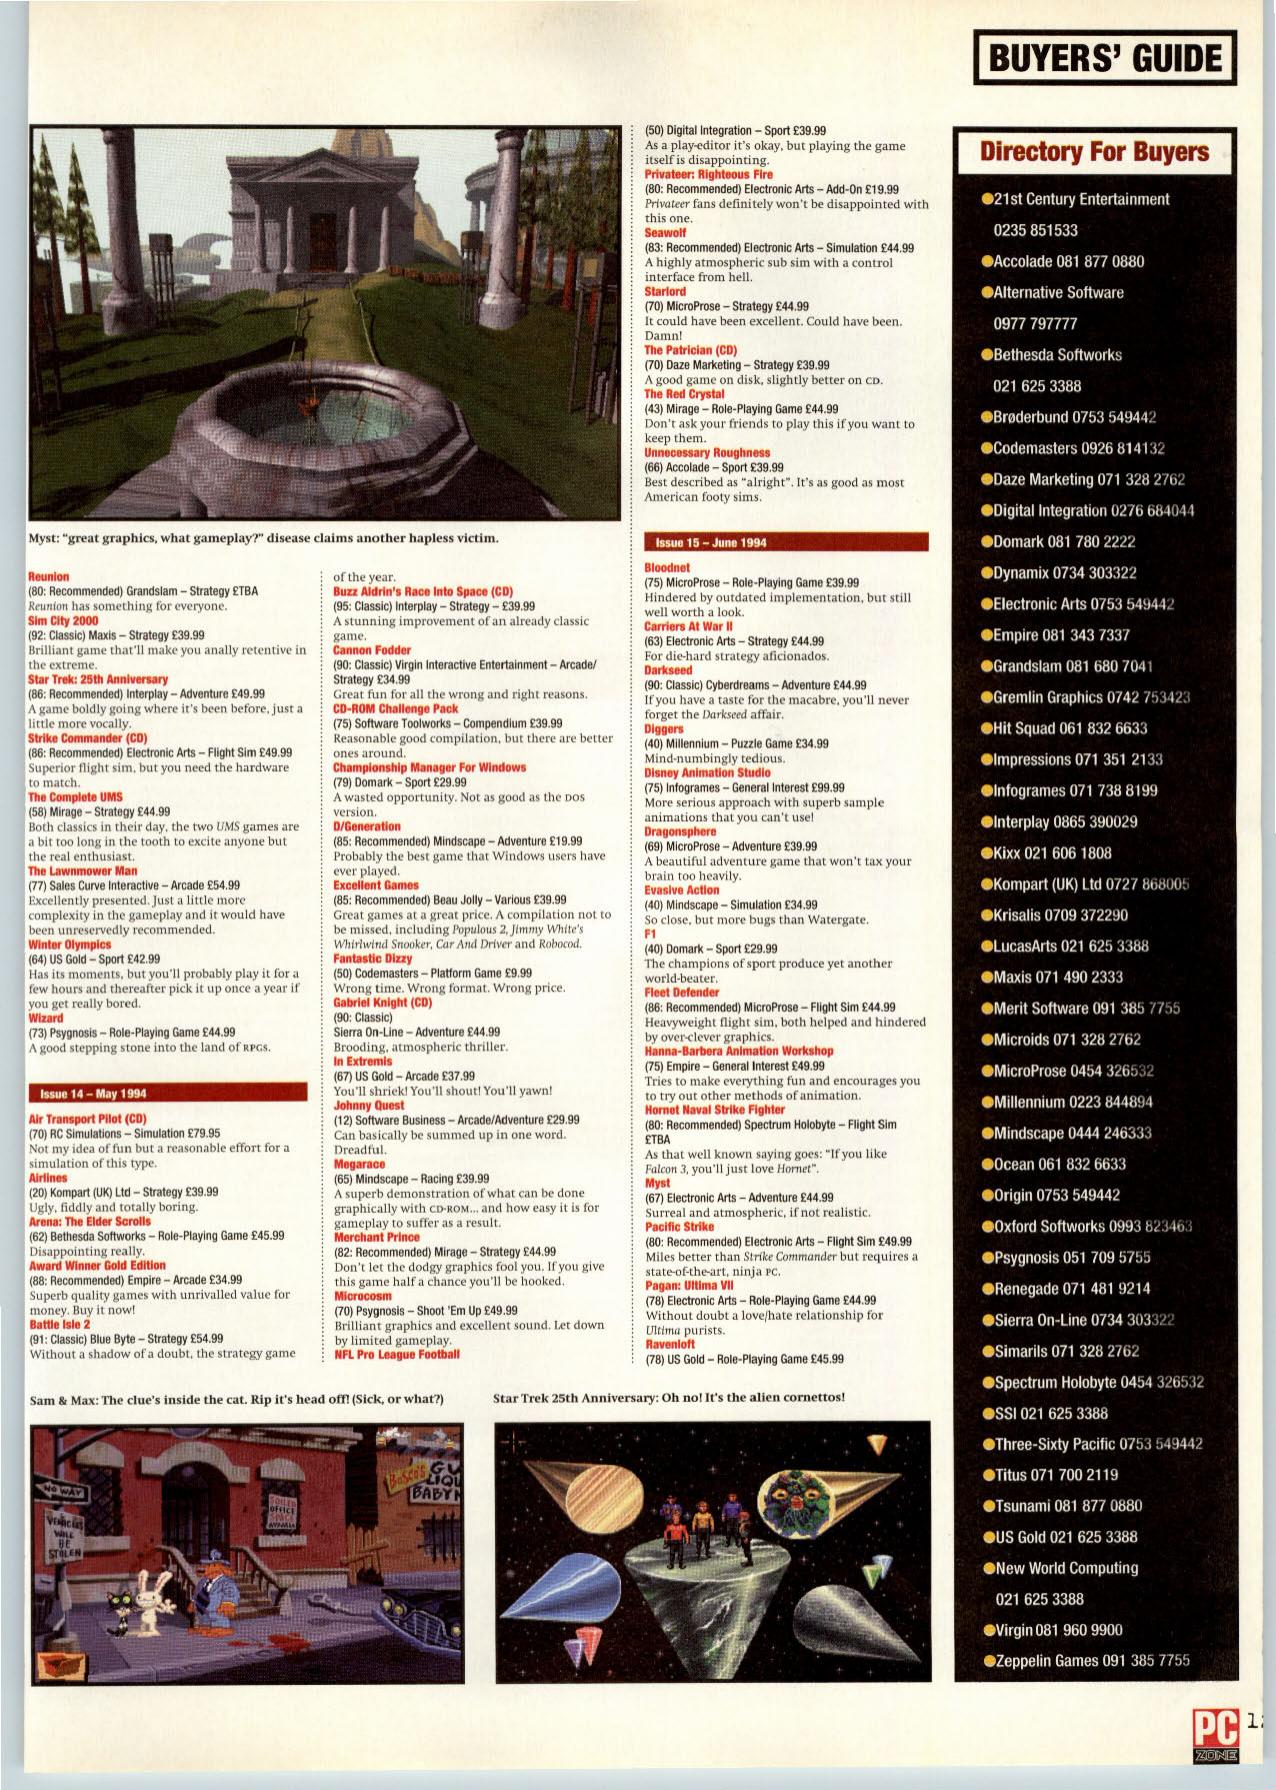 BUYERS' GUIDE
Myst: "great graphics, what gameplay?" disease claims another hapless victim.
Reunion
(80: Recommended) Grandslam – Strategy £TBA
Reunion has something for everyone.
Sim City 2000
(92: Classic) Maxis – Strategy £39.99
Brilliant game that'll make you anally retentive in
the extreme.
Star Trek: 25th Anniversary
(86: Recommended) Interplay – Adventure £49.99
A game boldly going where it's been before, just a
little more vocally.
Strike Commander (CD)
(86: Recommended) Electronic Arts – Flight Sim £49.99
Superior flight sim, but you need the hardware
to match.
The Complete UMS
(58) Mirage – Strategy £44.99
Both classics in their day, the two UMS games are
a bit too long in the tooth to excite anyone but
the real enthusiast.
The Lawnmower Man
(77) Sales Curve Interactive – Arcade £54.99
Excellently presented. Just a little more
complexity in the gameplay and it would have
been unreservedly recommended.
Winter Olympics
(64) US Gold – Sport £42.99
Has its moments, but you'll probably play it for a
few hours and thereafter pick it up once a year if
you get really bored.
Wizard
(73) Psygnosis – Role-Playing Game £44.99
A good stepping stone into the land of RPGs.
Issue 14 – May 1994
Air Transport Pilot (CD)
(70) RC Simulations – Simulation £79.95
Not my idea of fun but a reasonable effort for a
simulation of this type.
Airlines
(20) Kompart (UK) Ltd – Strategy £39.99
Ugly, fiddly and totally boring.
Arena: The Elder Scrolls
(62) Bethesda Softworks – Role-Playing Game £45.99
Disappointing really.
Award Winner Gold Edition
(88: Recommended) Empire – Arcade £34.99
Superb quality games with unrivalled value for
money. Buy it now!
Battle Isle 2
(91: Classic) Blue Byte – Strategy £54.99
Without a shadow of a doubt, the strategy game
of the year.
Buzz Aldrin's Race Into Space (CD)
(95: Classic) Interplay – Strategy – £39.99
A stunning improvement of an already classic
game.
Cannon Fodder
(90: Classic) Virgin Interactive Entertainment – Arcade/
Strategy £34.99
Great fun for all the wrong and right reasons.
CD-ROM Challenge Pack
(75) Software Toolworks – Compendium £39.99
Reasonable good compilation, but there are better
ones around.
Championship Manager For Windows
(79) Domark – Sport £29.99
A wasted opportunity. Not as good as the DOS
version.
D/Generation
(85: Recommended) Mindscape – Adventure £19.99
Probably the best game that Windows users have
ever played.
Excellent Games
(85: Recommended) Beau Jolly – Various £39.99
Great games at a great price. A compilation not to
be missed, including Populous 2, Jimmy White's
Whirlwind Snooker, Car And Driver and Robocod.
Fantastic Dizzy
(50) Codemasters – Platform Game £9.99
Wrong time. Wrong format. Wrong price.
Gabriel Knight (CD)
(90: Classic)
Sierra On-Line – Adventure £44.99
Brooding, atmospheric thriller.
In Extremis
(67) US Gold – Arcade £37.99
You'll shriek! You'll shout! You'll yawn!
Johnny Quest
(12) Software Business – Arcade/Adventure £29.99
Can basically be summed up in one word.
Dreadful.
Megarace
(65) Mindscape – Racing £39.99
A superb demonstration of what can be done
graphically with CD-ROM... and how easy it is for
gameplay to suffer as a result.
Merchant Prince
(82: Recommended) Mirage – Strategy £44.99
Don't let the dodgy graphics fool you. If you give
this game half a chance you'll be hooked.
Microcosm
(70) Psygnosis – Shoot 'Em Up £49.99
Brilliant graphics and excellent sound. Let down
by limited gameplay.
NFL Pro League Football
(50) Digital Integration – Sport £39.99
As a play-editor it's okay, but playing the game
itself is disappointing.
Privateer: Righteous Fire
(80: Recommended) Electronic Arts – Add-On £19.99
Privateer fans definitely won't be disappointed with
this one.
Seawolf
(83: Recommended) Electronic Arts – Simulation £44.99
A highly atmospheric sub sim with a control
interface from hell.
Starlord
(70) MicroProse – Strategy £44.99
It could have been excellent. Could have been.
Damn!
The Patrician (CD)
(70) Daze Marketing – Strategy £39.99
A good game on disk, slightly better on CD.
The Red Crystal
(43) Mirage – Role-Playing Game £44.99
Don't ask your friends to play this if you want to
keep them.
Unnecessary Roughness
(66) Accolade – Sport £39.99
Best described as "alright". It's as good as most
American footy sims.
Issue 15 – June 1994
Bloodnet
(75) MicroProse – Role-Playing Game £39.99
Hindered by outdated implementation, but still
well worth a look.
Carriers At War II
(63) Electronic Arts – Strategy £44.99
For die-hard strategy aficionados.
Darkseed
(90: Classic) Cyberdreams – Adventure £44.99
If you have a taste for the macabre, you'll never
forget the Darkseed affair.
Diggers
(40) Millennium – Puzzle Game £34.99
Mind-numbingly tedious.
Disney Animation Studio
(75) Infogrames – General Interest £99.99
More serious approach with superb sample
animations that you can't use!
Dragonsphere
(69) MicroProse – Adventure £39.99
A beautiful adventure game that won't tax your
brain too heavily.
Evasive Action
(40) Mindscape – Simulation £34.99
So close, but more bugs than Watergate.
F1
(40) Domark – Sport £29.99
The champions of sport produce yet another
world-beater.
Fleet Defender
(86: Recommended) MicroProse – Flight Sim £44.99
Heavyweight flight sim, both helped and hindered
by over-clever graphics.
Hanna-Barbera Animation Workshop
(75) Empire – General Interest £49.99
Tries to make everything fun and encourages you
to try out other methods of animation.
Hornet Naval Strike Fighter
(80: Recommended) Spectrum Holobyte – Flight Sim
£TBA
As that well known saying goes: "If you like
Falcon 3, you'll just love Hornet".
Myst
(67) Electronic Arts – Adventure £44.99
Surreal and atmospheric, if not realistic.
Pacific Strike
(80: Recommended) Electronic Arts – Flight Sim £49.99
Miles better than Strike Commander but requires a
state-of-the-art, ninja PC.
Pagan: Ultima VII
(78) Electronic Arts – Role-Playing Game £44.99
Without doubt a love/hate relationship for
Ultima purists.
Ravenloft
(78) US Gold – Role-Playing Game £45.99
Directory For Buyers
21st Century Entertainment
0235 851533
Accolade 081 877 0880
Alternative Software
0977 797777
Bethesda Softworks
021 625 3388
Brøderbund 0753 549442
Codemasters 0926 814132
Daze Marketing 071 328 2762
Digital Integration 0276 684044
Domark 081 780 2222
Dynamix 0734 303322
Electronic Arts 0753 549442
Empire 081 343 7337
Grandslam 081 680 7041
Gremlin Graphics 0742 753423
Hit Squad 061 832 6633
Impressions 071 351 2133
Infogrames 071 738 8199
Interplay 0865 390029
Kixx 021 606 1808
Kompart (UK) Ltd 0727 868005
Krisalis 0709 372290
LucasArts 021 625 3388
Maxis 071 490 2333
Merit Software 091 385 7755
Microids 071 328 2762
MicroProse 0454 326532
Millennium 0223 844894
Mindscape 0444 246333
Ocean 061 832 6633
Origin 0753 549442
Oxford Softworks 0993 823463
Psygnosis 051 709 5755
Renegade 071 481 9214
Sierra On-Line 0734 303322
Simarils 071 328 2762
Spectrum Holobyte 0454 326532
SSI 021 625 3388
Three-Sixty Pacific 0753 549442
Titus 071 700 2119
Tsunami 081 877 0880
US Gold 021 625 3388
New World Computing
021 625 3388
Virgin 081 960 9900
Zeppelin Games 091 385 7755
Sam & Max: The clue's inside the cat. Rip it's head off! (Sick, or what?)
Star Trek 25th Anniversary: Oh no! It's the alien cornettos!
NO WAY
VEHICLES
WILL
BE
STOLEN
OFFICE
SPACE
AVAILABLE
BOSCO'S
GU
LIQU
BABY
PC
ZONE